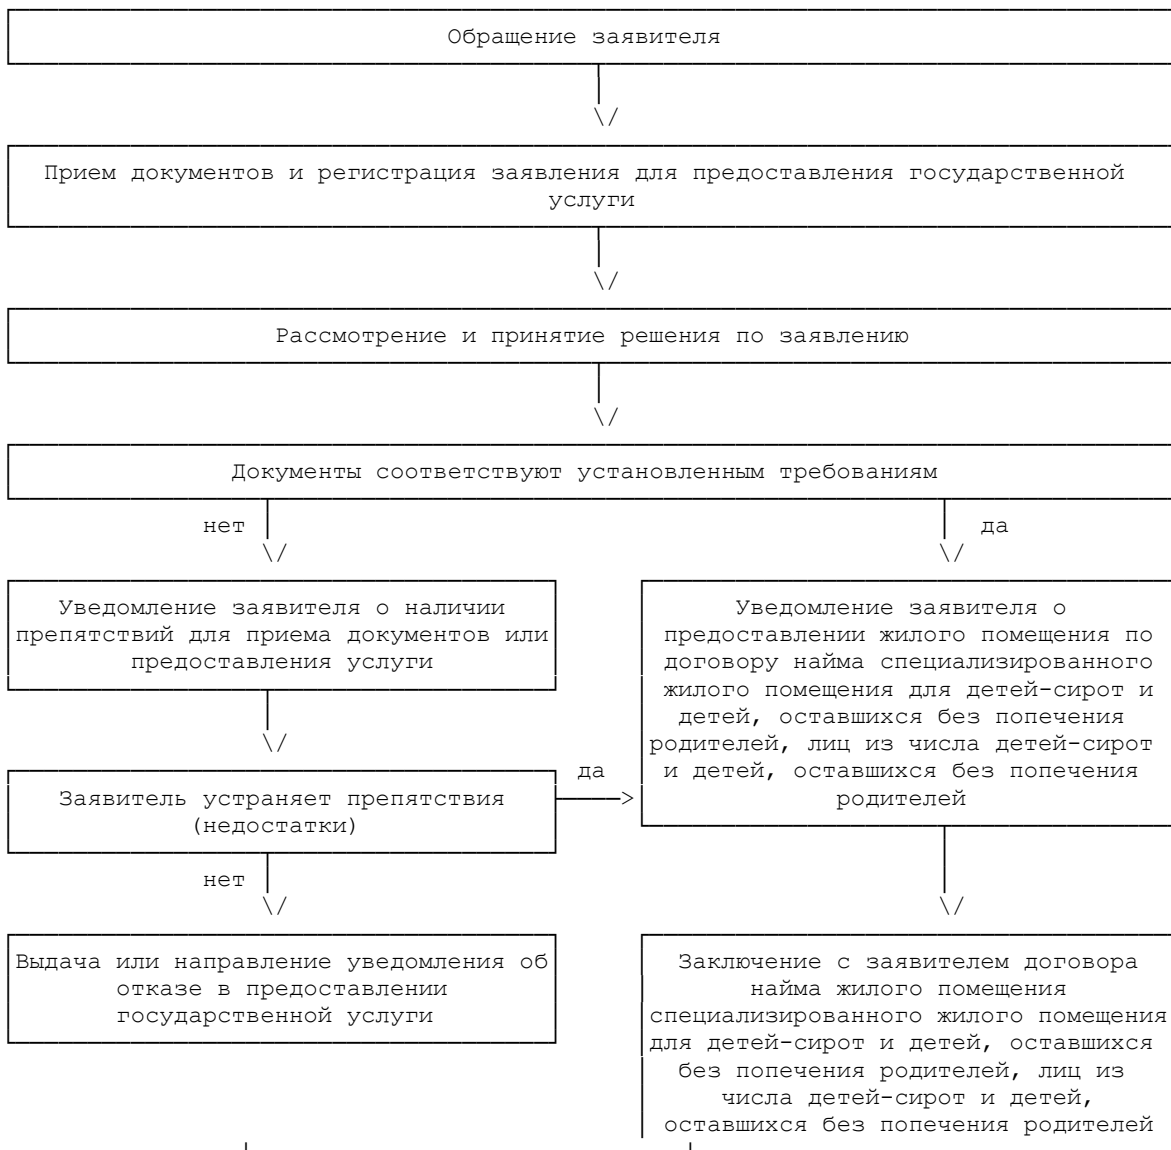 Обращение заявителя
Прием документов и регистрация заявления для предоставления государственной
услуги
Рассмотрение и принятие решения по заявлению
Документы соответствуют установленным требованиям
нет
да
Уведомление заявителя о наличии
препятствий для приема документов или
предоставления услуги
Уведомление заявителя о
предоставлении жилого помещения по
договору найма специализированного
жилого помещения для детей-сирот и
детей, оставшихся без попечения
родителей, лиц из числа детей-сирот
и детей, оставшихся без попечения
родителей
Заявитель устраняет препятствия
(недостатки)
да
нет
Выдача или направление уведомления об
отказе в предоставлении
государственной услуги
Заключение с заявителем договора
найма жилого помещения
специализированного жилого помещения
для детей-сирот и детей, оставшихся
без попечения родителей, лиц из
числа детей-сирот и детей,
оставшихся без попечения родителей